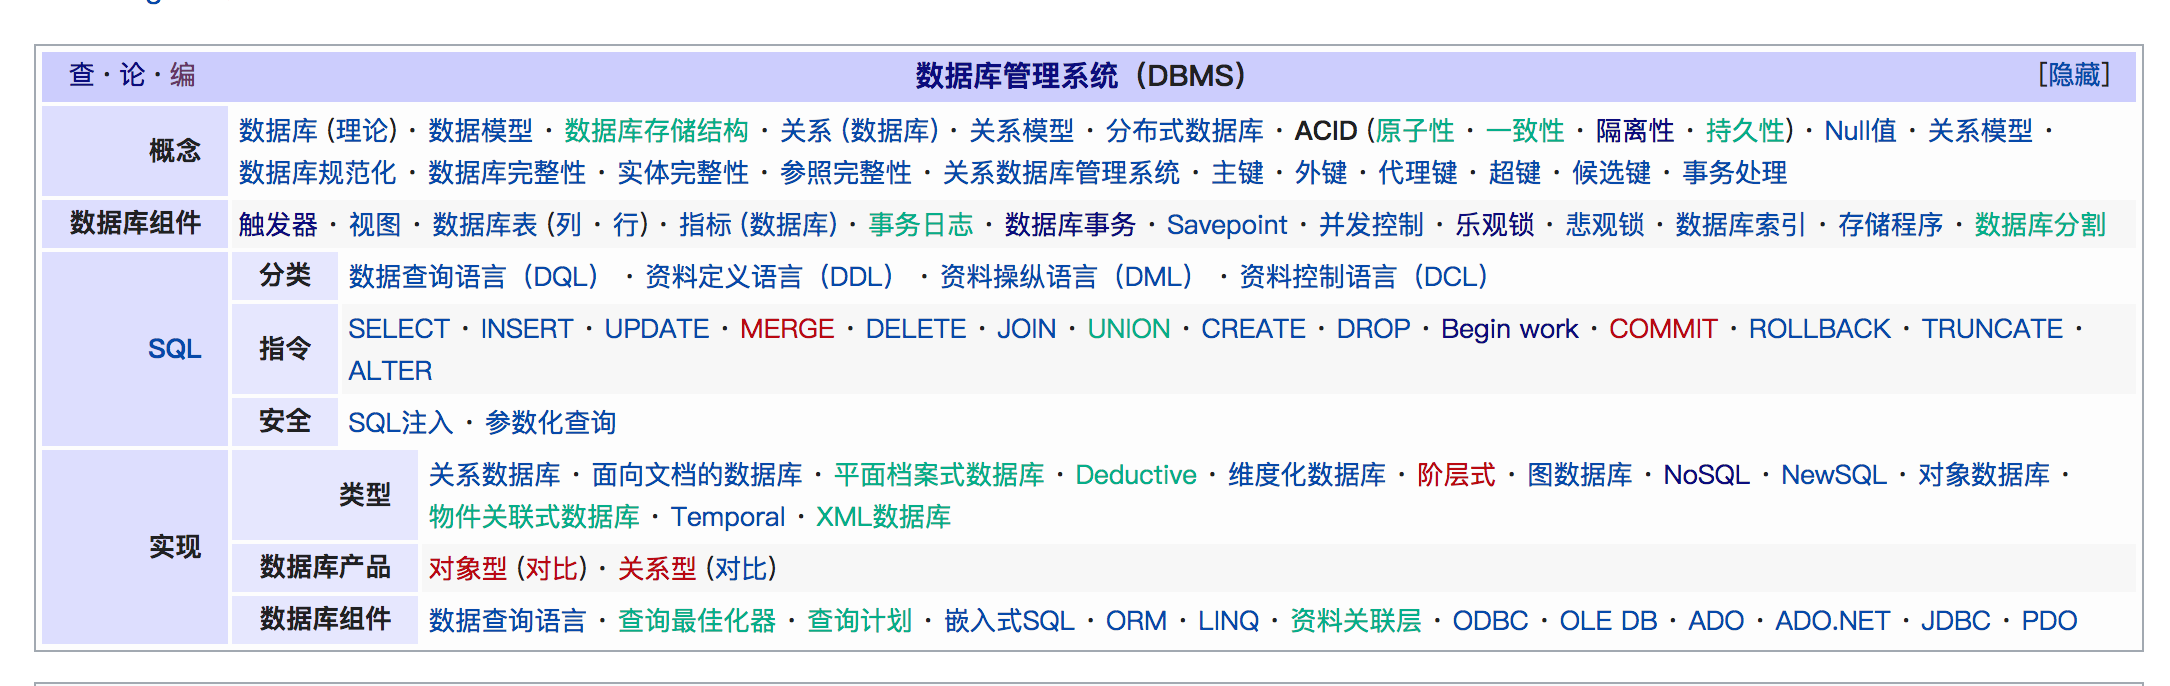 查 · 论 · 编 数据库管理系统（DBMS） [隐藏]
概念
数据库 (理论) · 数据模型 · 数据库存储结构 · 关系 (数据库) · 关系模型 · 分布式数据库 · ACID (原子性 · 一致性 · 隔离性 · 持久性) · Null值 · 关系模型 ·
数据库规范化 · 数据库完整性 · 实体完整性 · 参照完整性 · 关系数据库管理系统 · 主键 · 外键 · 代理键 · 超键 · 候选键 · 事务处理
数据库组件 触发器 · 视图 · 数据库表 (列 · 行) · 指标 (数据库) · 事务日志 · 数据库事务 · Savepoint · 并发控制 · 乐观锁 · 悲观锁 · 数据库索引 · 存储程序 · 数据库分割
SQL
分类 数据查询语言（DQL） · 资料定义语言（DDL） · 资料操纵语言（DML） · 资料控制语言（DCL）
指令
SELECT · INSERT · UPDATE · MERGE · DELETE · JOIN · UNION · CREATE · DROP · Begin work · COMMIT · ROLLBACK · TRUNCATE ·
ALTER
安全 SQL注入 · 参数化查询
实现
类型
关系数据库 · 面向文档的数据库 · 平面档案式数据库 · Deductive · 维度化数据库 · 阶层式 · 图数据库 · NoSQL · NewSQL · 对象数据库 ·
物件关联式数据库 · Temporal · XML数据库
数据库产品 对象型 (对比) · 关系型 (对比)
数据库组件 数据查询语言 · 查询最佳化器 · 查询计划 · 嵌入式SQL · ORM · LINQ · 资料关联层 · ODBC · OLE DB · ADO · ADO.NET · JDBC · PDO